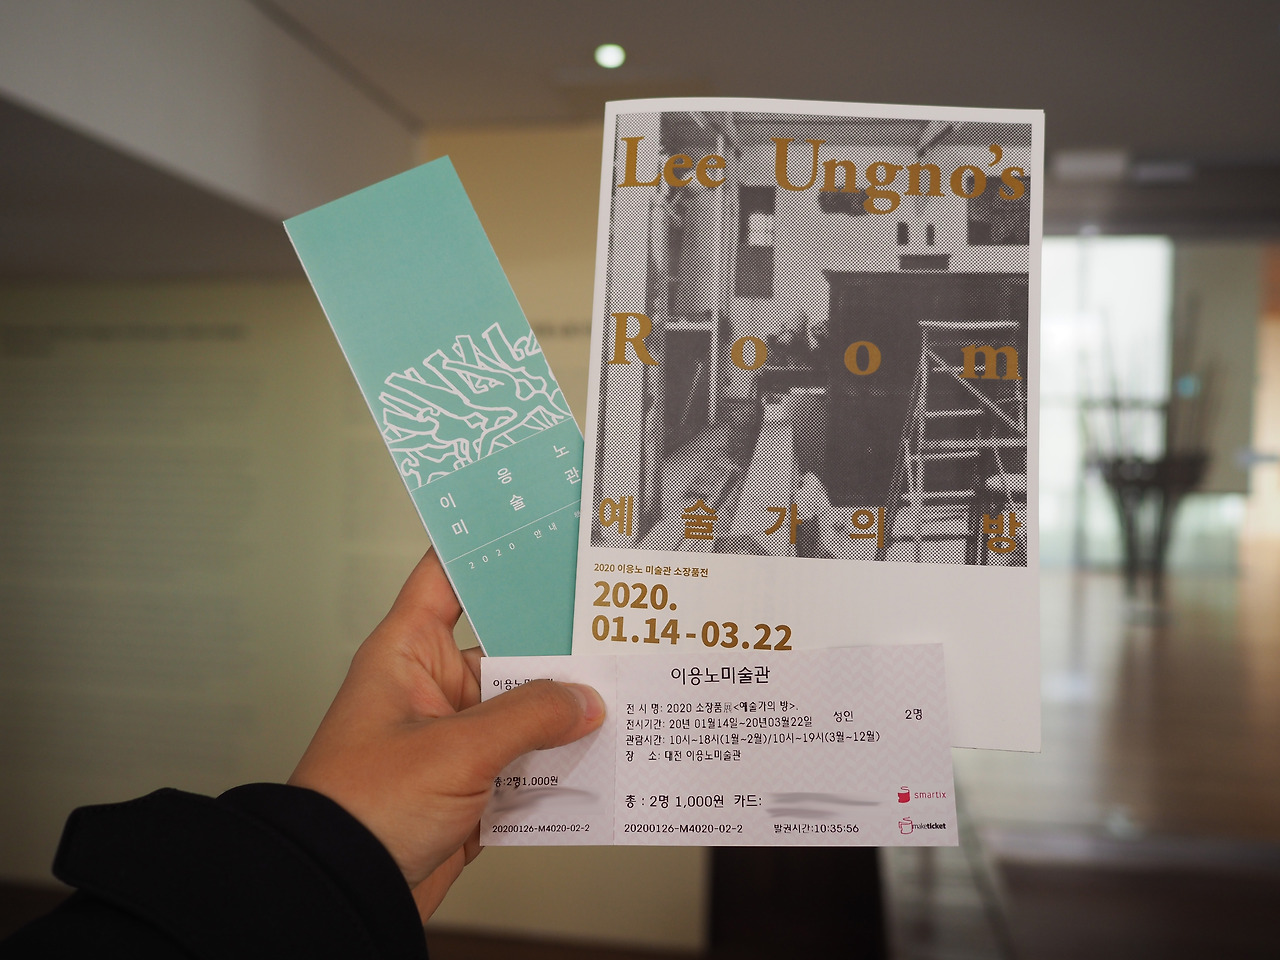 Lee Ungno's
Room
예술가의 방
2020 이응노 미술관 소장품전
2020.
01.14-03.22
이 응 노
미 술 관
2020 안내
이응노미술관
총:2명1,000원
20200126-M4020-02-2
이응노미술관
전 시 명: 2020 소장품展<예술가의 방>.
전시기간: 20년 01월14일~20년03월22일 성인 2명
관람시간: 10시~18시(1월~2월)/10시~19시(3월~12월)
장 소: 대전 이응노미술관
총 : 2명 1,000원 카드:
20200126-M4020-02-2 발권시간:10:35:56
smartix
maketicket